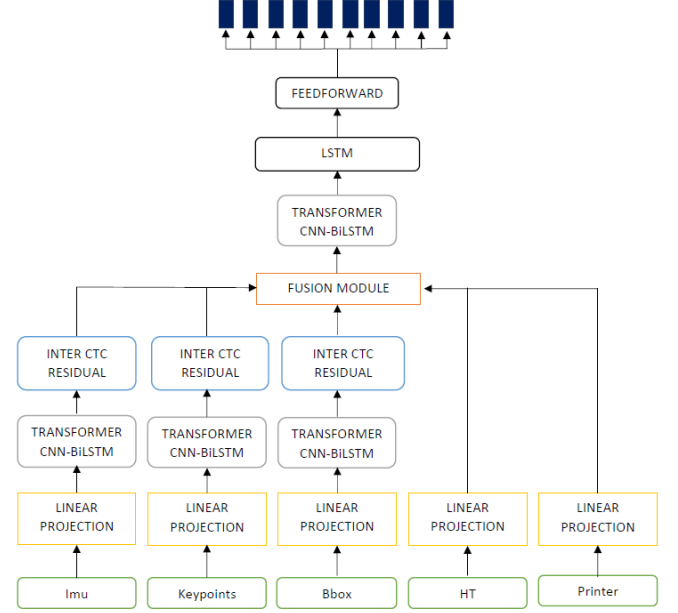 FEEDFORWARD
LSTM
TRANSFORMER
CNN-BiLSTM
FUSION MODULE
INTER CTC
RESIDUAL
INTER CTC
RESIDUAL
INTER CTC
RESIDUAL
TRANSFORMER
CNN-BiLSTM
TRANSFORMER
CNN-BiLSTM
TRANSFORMER
CNN-BiLSTM
LINEAR
PROJECTION
LINEAR
PROJECTION
LINEAR
PROJECTION
LINEAR
PROJECTION
LINEAR
PROJECTION
Imu
Keypoints
Bbox
HT
Printer